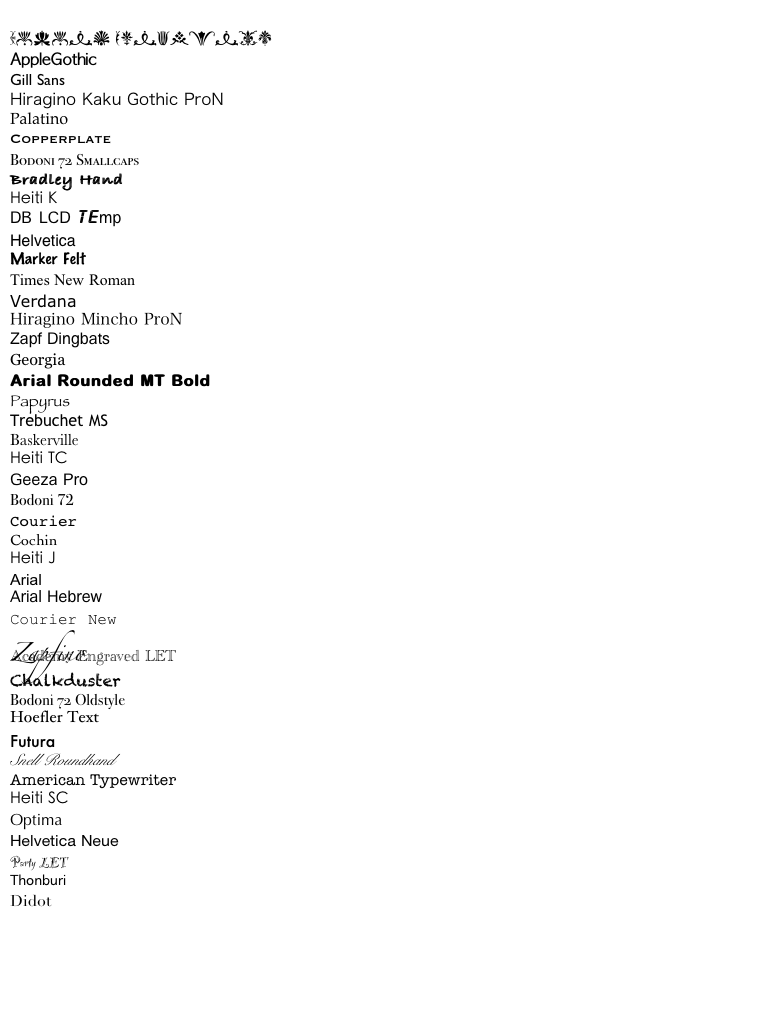 AppleGothic
Gill Sans
Hiragino Kaku Gothic ProN
Palatino
COPPERPLATE
BODONI 72 SMALLCAPS
Bradley Hand
Heiti K
DB LCD TEmp
Helvetica
Marker Felt
Times New Roman
Verdana
Hiragino Mincho ProN
Zapf Dingbats
Georgia
Arial Rounded MT Bold
Papyrus
Trebuchet MS
Baskerville
Heiti TC
Geeza Pro
Bodoni 72
Courier
Cochin
Heiti J
Arial
Arial Hebrew
Courier New
Zapfino
Academy Engraved LET
Chalkduster
Bodoni 72 Oldstyle
Hoefler Text
Futura
Snell Roundhand
American Typewriter
Heiti SC
Optima
Helvetica Neue
Party LET
Thonburi
Didot